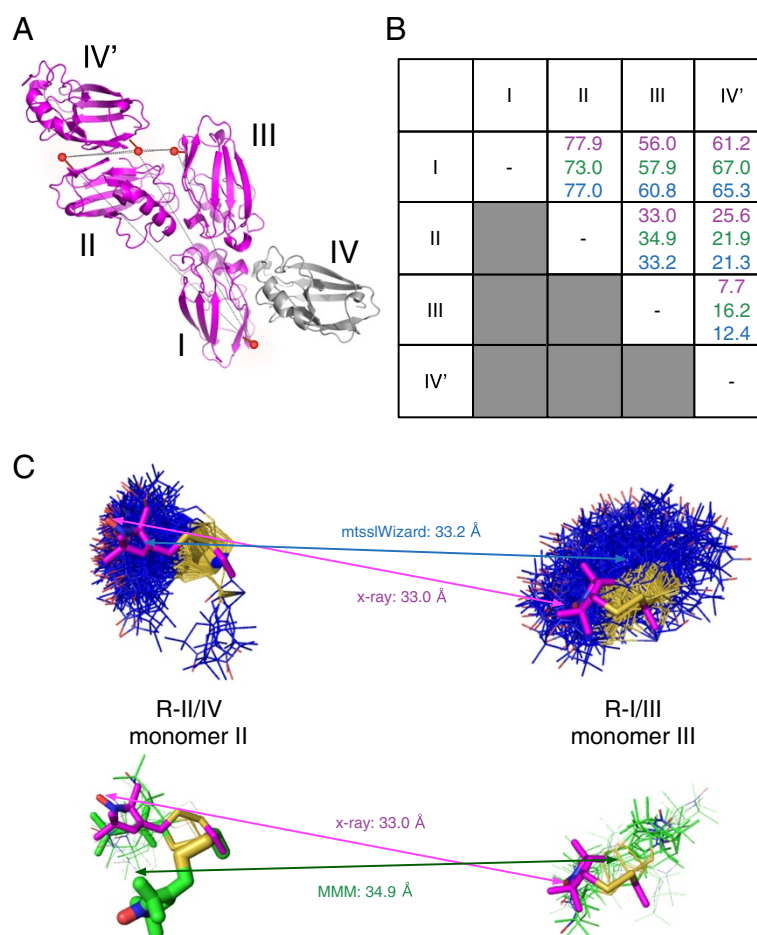 A
IV’
III
II
IV
I
B
I II III IV’
I - 77.9 56.0 61.2
73.0 57.9 67.0
77.0 60.8 65.3
II - 33.0 25.6
34.9 21.9
33.2 21.3
III - 7.7
16.2
12.4
IV’ -
C
mtsslWizard: 33.2 Å
x-ray: 33.0 Å
R-II/IV
monomer II
R-I/III
monomer III
x-ray: 33.0 Å
MMM: 34.9 Å